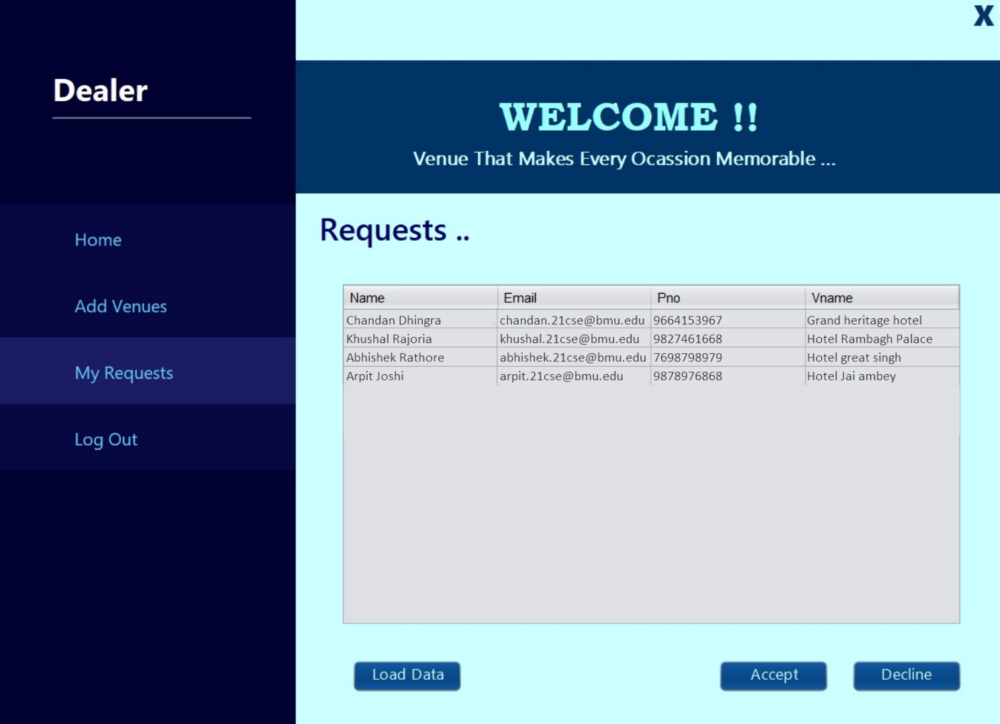 X
Dealer
WELCOME !!
Venue That Makes Every Ocassion Memorable ...
Home
Add Venues
My Requests
Log Out
Requests ..
Name Email Pno Vname
Chandan Dhingra chandan.21cse@bmu.edu 9664153967 Grand heritage hotel
Khushal Rajoria khushal.21cse@bmu.edu 9827461668 Hotel Rambagh Palace
Abhishek Rathore abhishek.21cse@bmu.edu 7698798979 Hotel great singh
Arpit Joshi arpit.21cse@bmu.edu 9878976868 Hotel Jai ambey
Load Data Accept Decline